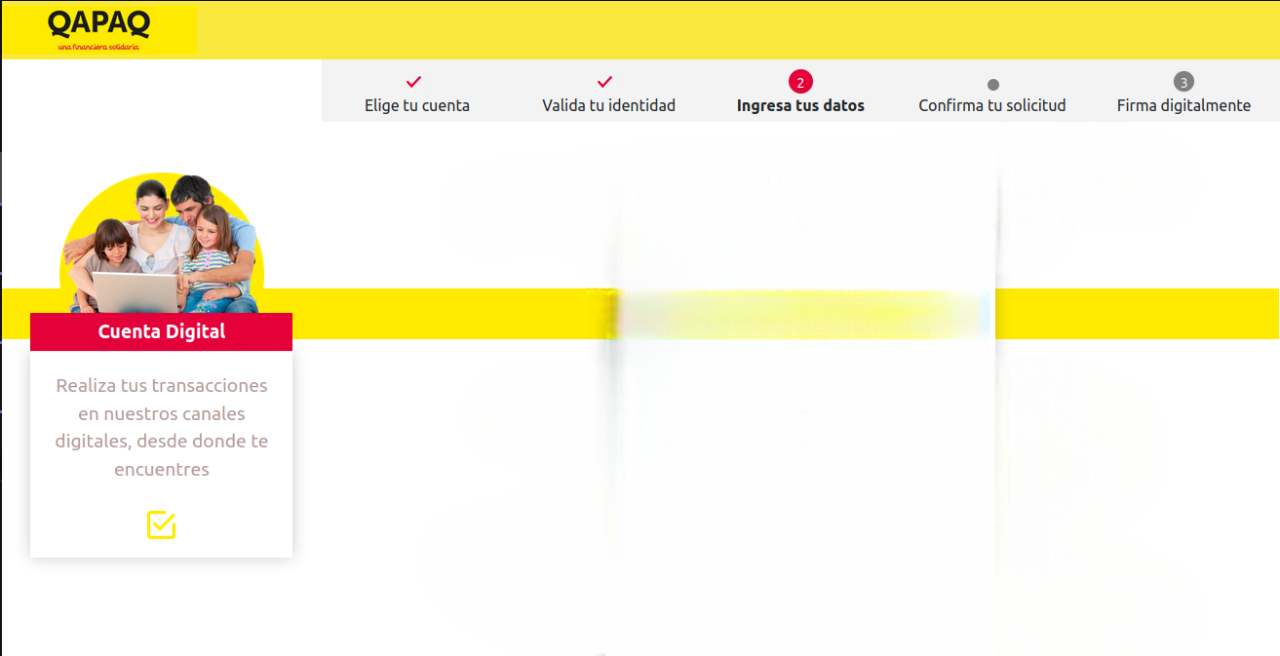 QAPAQ
una financiera solidaria
Elige tu cuenta
Valida tu identidad
2
Ingresa tus datos
Confirma tu solicitud
3
Firma digitalmente
Cuenta Digital
Realiza tus transacciones
en nuestros canales
digitales, desde donde te
encuentres